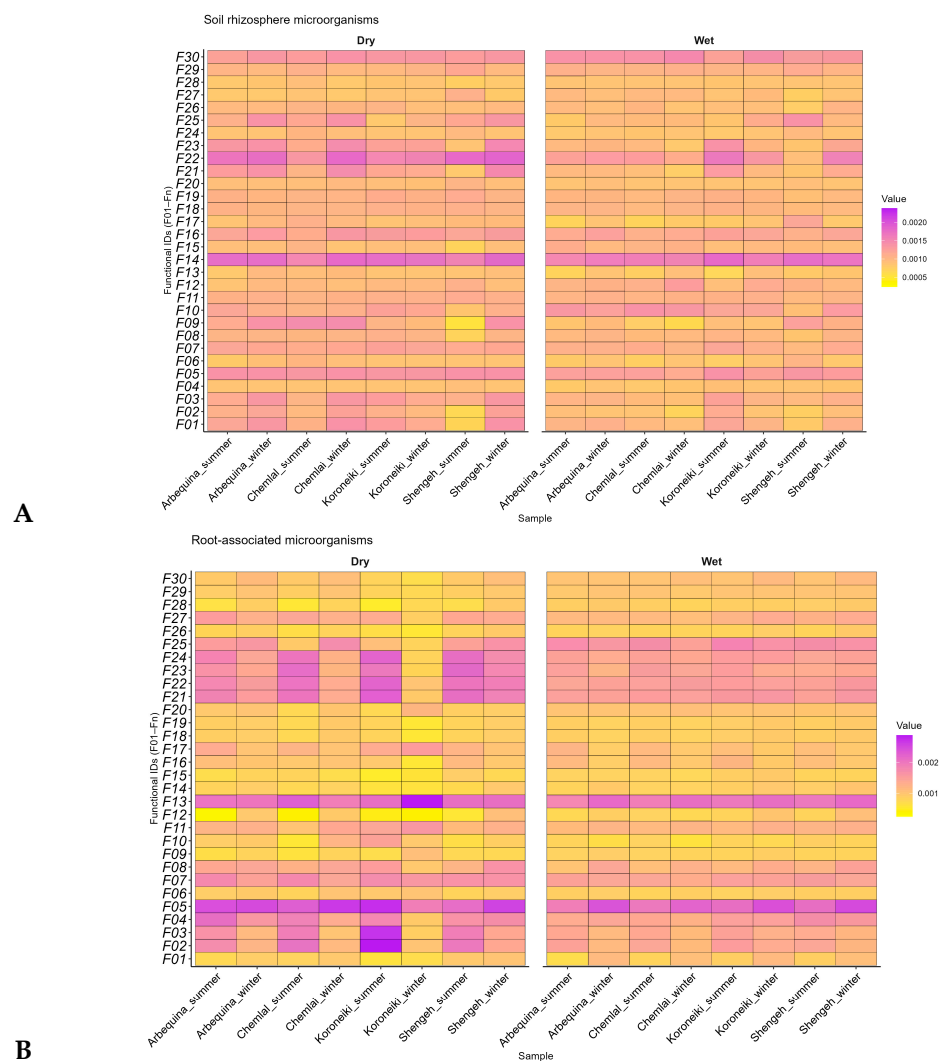 Soil rhizosphere microorganisms
Dry
Wet
Functional IDs (F01–Fn)
F30
F29
F28
F27
F26
F25
F24
F23
F22
F21
F20
F19
F18
F17
F16
F15
F14
F13
F12
F11
F10
F09
F08
F07
F06
F05
F04
F03
F02
F01
Value
0.0020
0.0015
0.0010
0.0005
Arbequina_summer
Arbequina_winter
Chemlal_summer
Chemlal_winter
Koroneiki_summer
Koroneiki_winter
Shengeh_summer
Shengeh_winter
Arbequina_summer
Arbequina_winter
Chemlal_summer
Chemlal_winter
Koroneiki_summer
Koroneiki_winter
Shengeh_summer
Shengeh_winter
Sample
A
Root-associated microorganisms
Dry
Wet
Functional IDs (F01–Fn)
F30
F29
F28
F27
F26
F25
F24
F23
F22
F21
F20
F19
F18
F17
F16
F15
F14
F13
F12
F11
F10
F09
F08
F07
F06
F05
F04
F03
F02
F01
Value
0.002
0.001
Arbequina_summer
Arbequina_winter
Chemlal_summer
Chemlal_winter
Koroneiki_summer
Koroneiki_winter
Shengeh_summer
Shengeh_winter
Arbequina_summer
Arbequina_winter
Chemlal_summer
Chemlal_winter
Koroneiki_summer
Koroneiki_winter
Shengeh_summer
Shengeh_winter
Sample
B